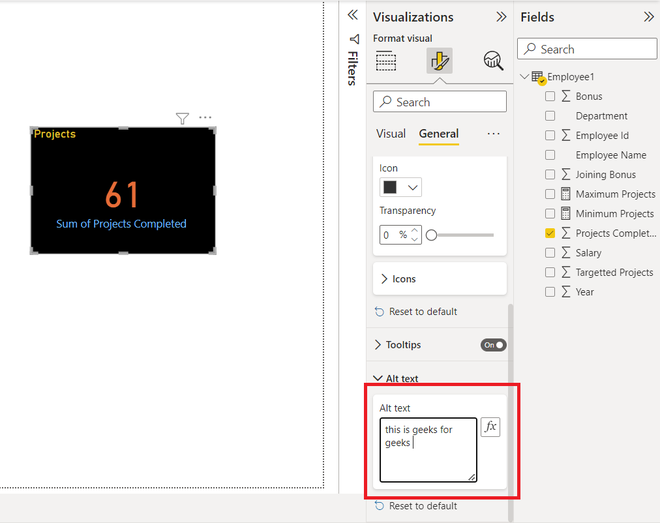 Projects
61
Sum of Projects Completed
Filters
Visualizations
Format visual
Search
Visual
General
Icon
Transparency
0 %
Icons
Reset to default
Tooltips
On
Alt text
Alt text
this is geeks for
geeks
fx
Reset to default
Fields
Search
Employee1
Bonus
Department
Employee Id
Employee Name
Joining Bonus
Maximum Projects
Minimum Projects
Projects Complet...
Salary
Targetted Projects
Year